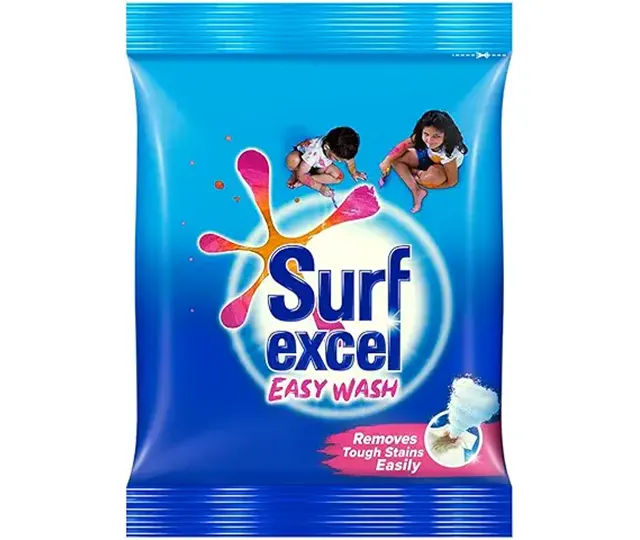 Surf
excel
EASY WASH
Removes
Tough Stains
Easily